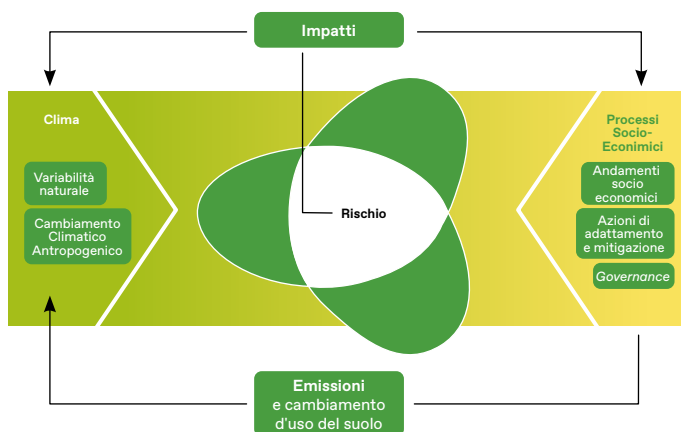 Impatti
Clima
Variabilità
naturale
Cambiamento
Climatico
Antropogenico
Rischio
Processi
Socio-
Econimici
Andamenti
socio
economici
Azioni di
adattamento
e mitigazione
Governance
Emissioni
e cambiamento
d'uso del suolo